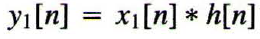 y₁[n] = x₁[n] * h[n]